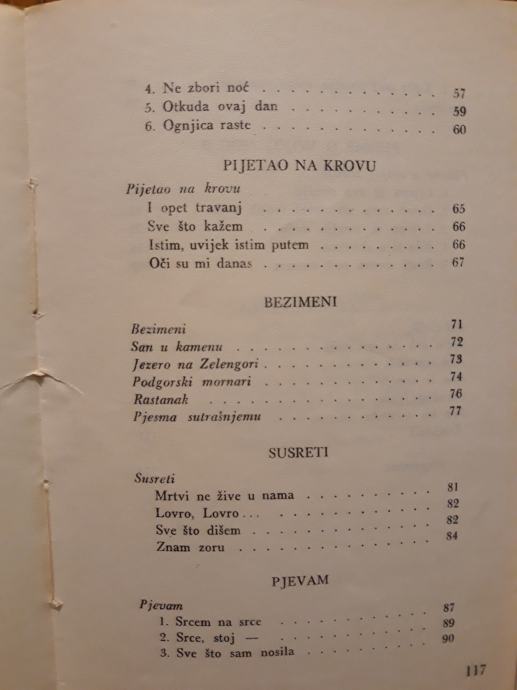 4. Ne zbori noć . . . . . . . . . . . . 57
5. Otkuda ovaj dan . . . . . . . . . . 59
6. Ognjica raste . . . . . . . . . . . . 60
PIJETAO NA KROVU
Pijetao na krovu
I opet travanj . . . . . . . . . . . 65
Sve što kažem . . . . . . . . . . . 66
Istim, uvijek istim putem . . . . . . . . 66
Oči su mi danas . . . . . . . . . . . 67
BEZIMENI
Bezimeni 71
San u kamenu . . . . . . . . . . . . . 72
Jezero na Zelengori . . . . . . . . . . . 73
Podgorski mornari . . . . . . . . . . . 74
Rastanak . . . . . . . . . . . . . . 76
Pjesma sutrašnjemu . . . . . . . . . . 77
SUSRETI
Susreti
Mrtvi ne žive u nama . . . . . . . . . 81
Lovro, Lovro . . . . . . . . . . . . . 82
Sve što dišem . . . . . . . . . . . . 82
Znam zoru . . . . . . . . . . . . . 84
PJEVAM
Pjevam
1. Srcem na srce . . . . . . . . . . . 87
2. Srce, stoj — . . . . . . . . . . . 89
3. Sve što sam nosila . . . . . . . . . 90
117